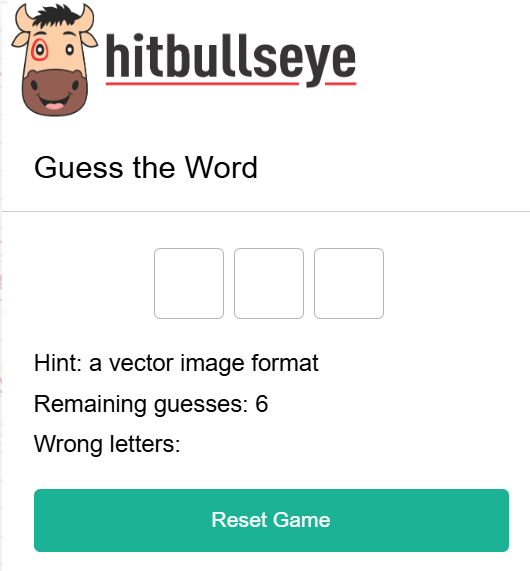 hitbullseye
Guess the Word
Hint: a vector image format
Remaining guesses: 6
Wrong letters:
Reset Game